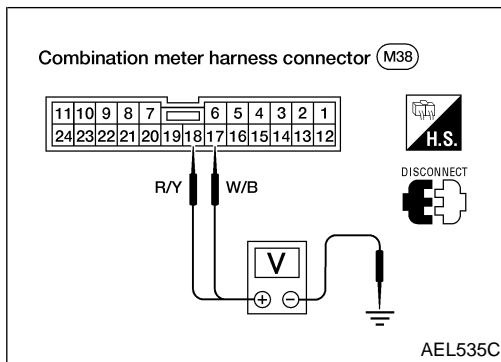 Combination meter harness connector M38
11 10 9 8 7 6 5 4 3 2 1
24 23 22 21 20 19 18 17 16 15 14 13 12
H.S.
DISCONNECT
R/Y W/B
V
+ −
AEL535C